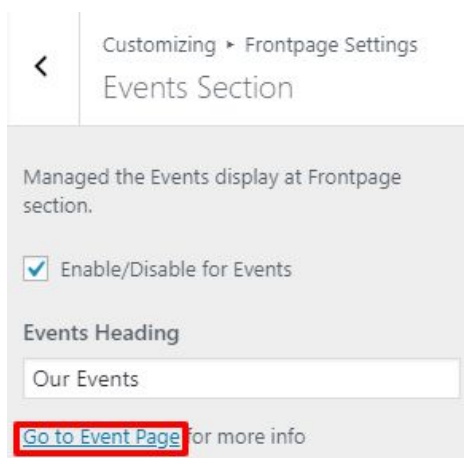 Customizing ▸ Frontpage Settings
Events Section
Managed the Events display at Frontpage
section.
Enable/Disable for Events
Events Heading
Our Events
Go to Event Page for more info